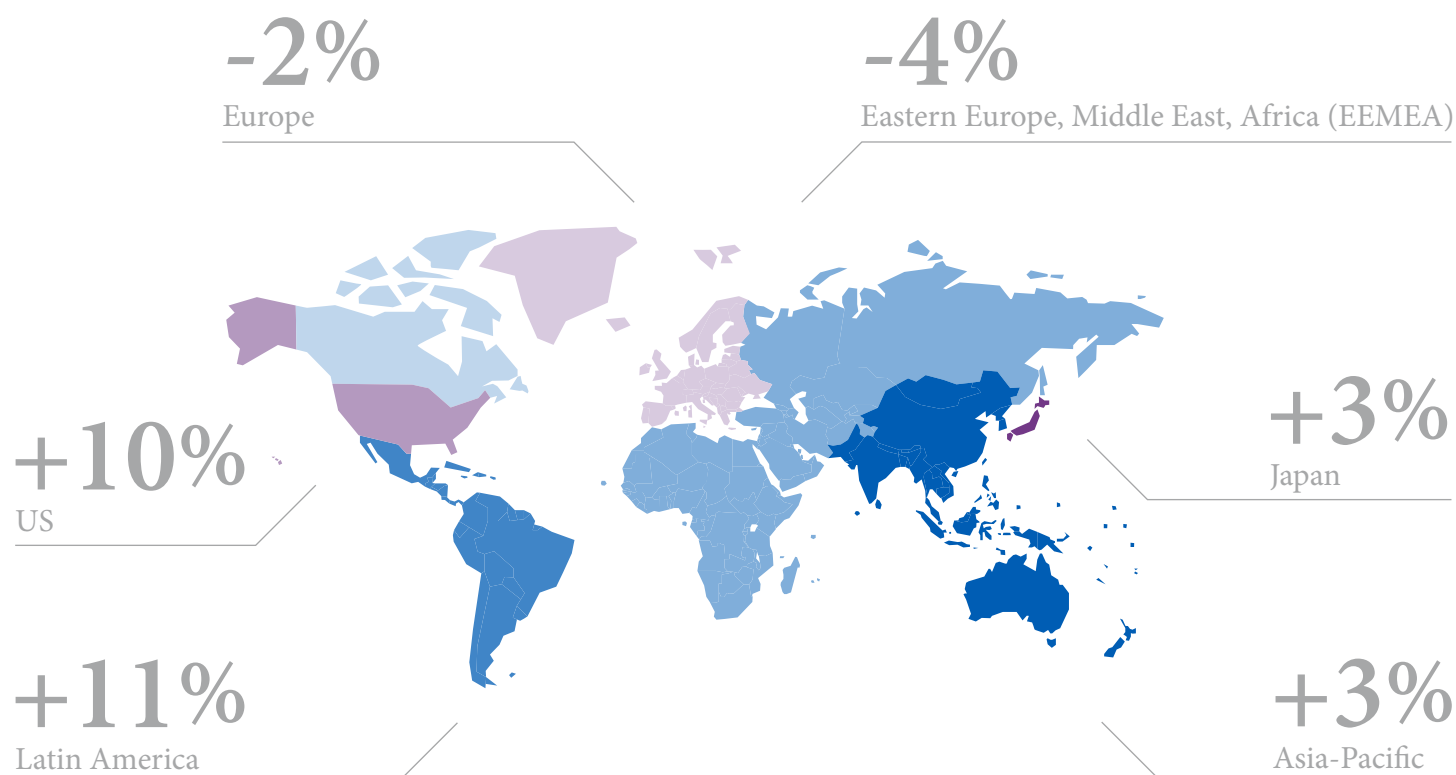 -2%
Europe
-4%
Eastern Europe, Middle East, Africa (EEMEA)
+10%
US
+3%
Japan
+11%
Latin America
+3%
Asia-Pacific